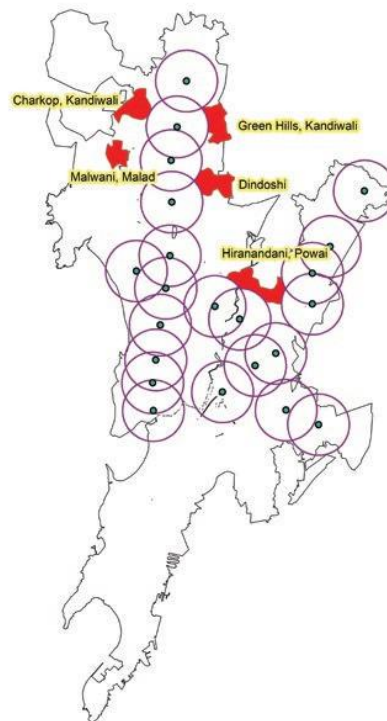 Charkop, Kandiwali
Green Hills, Kandiwali
Malwani, Malad
Dindoshi
Hiranandani, Powai